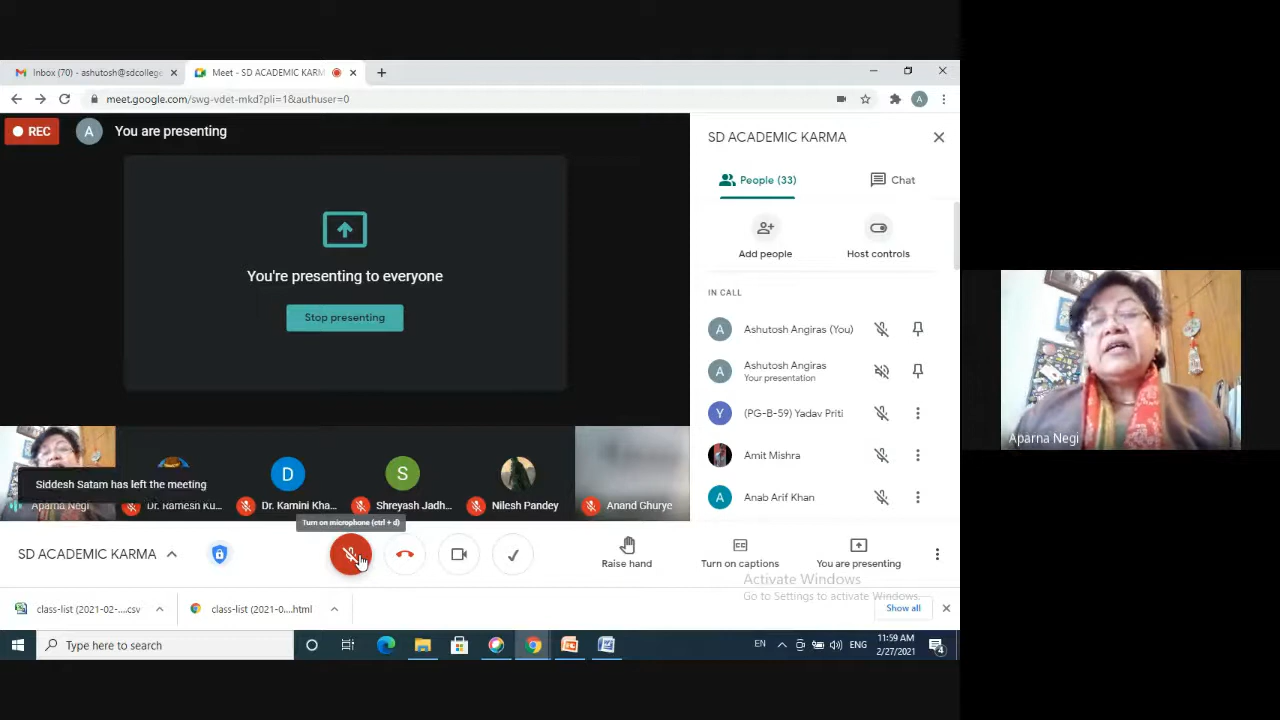 Inbox (70) - ashutosh@sdcollege
Meet - SD ACADEMIC KARMA
meet.google.com/swg-vdet-mkd?pli=1&authuser=0
REC
A
You are presenting
SD ACADEMIC KARMA
People (33)
Chat
You're presenting to everyone
Stop presenting
Add people
Host controls
IN CALL
A
Ashutosh Angiras (You)
A
Ashutosh Angiras
Your presentation
Y
(PG-B-59) Yadav Priti
Amit Mishra
A
Anab Arif Khan
Siddesh Satam has left the meeting
D
S
Aparna Negi
Dr. Ramesh Ku...
Dr. Kamini Kha...
Shreyash Jadh...
Nilesh Pandey
Anand Ghurye
Turn on microphone (ctrl + d)
Aparna Negi
SD ACADEMIC KARMA
Raise hand
Turn on captions
You are presenting
Activate Windows
Go to Settings to activate Windows.
class-list (2021-02-....csv
class-list (2021-0....html
Show all
Type here to search
EN
ENG
11:59 AM
2/27/2021
4